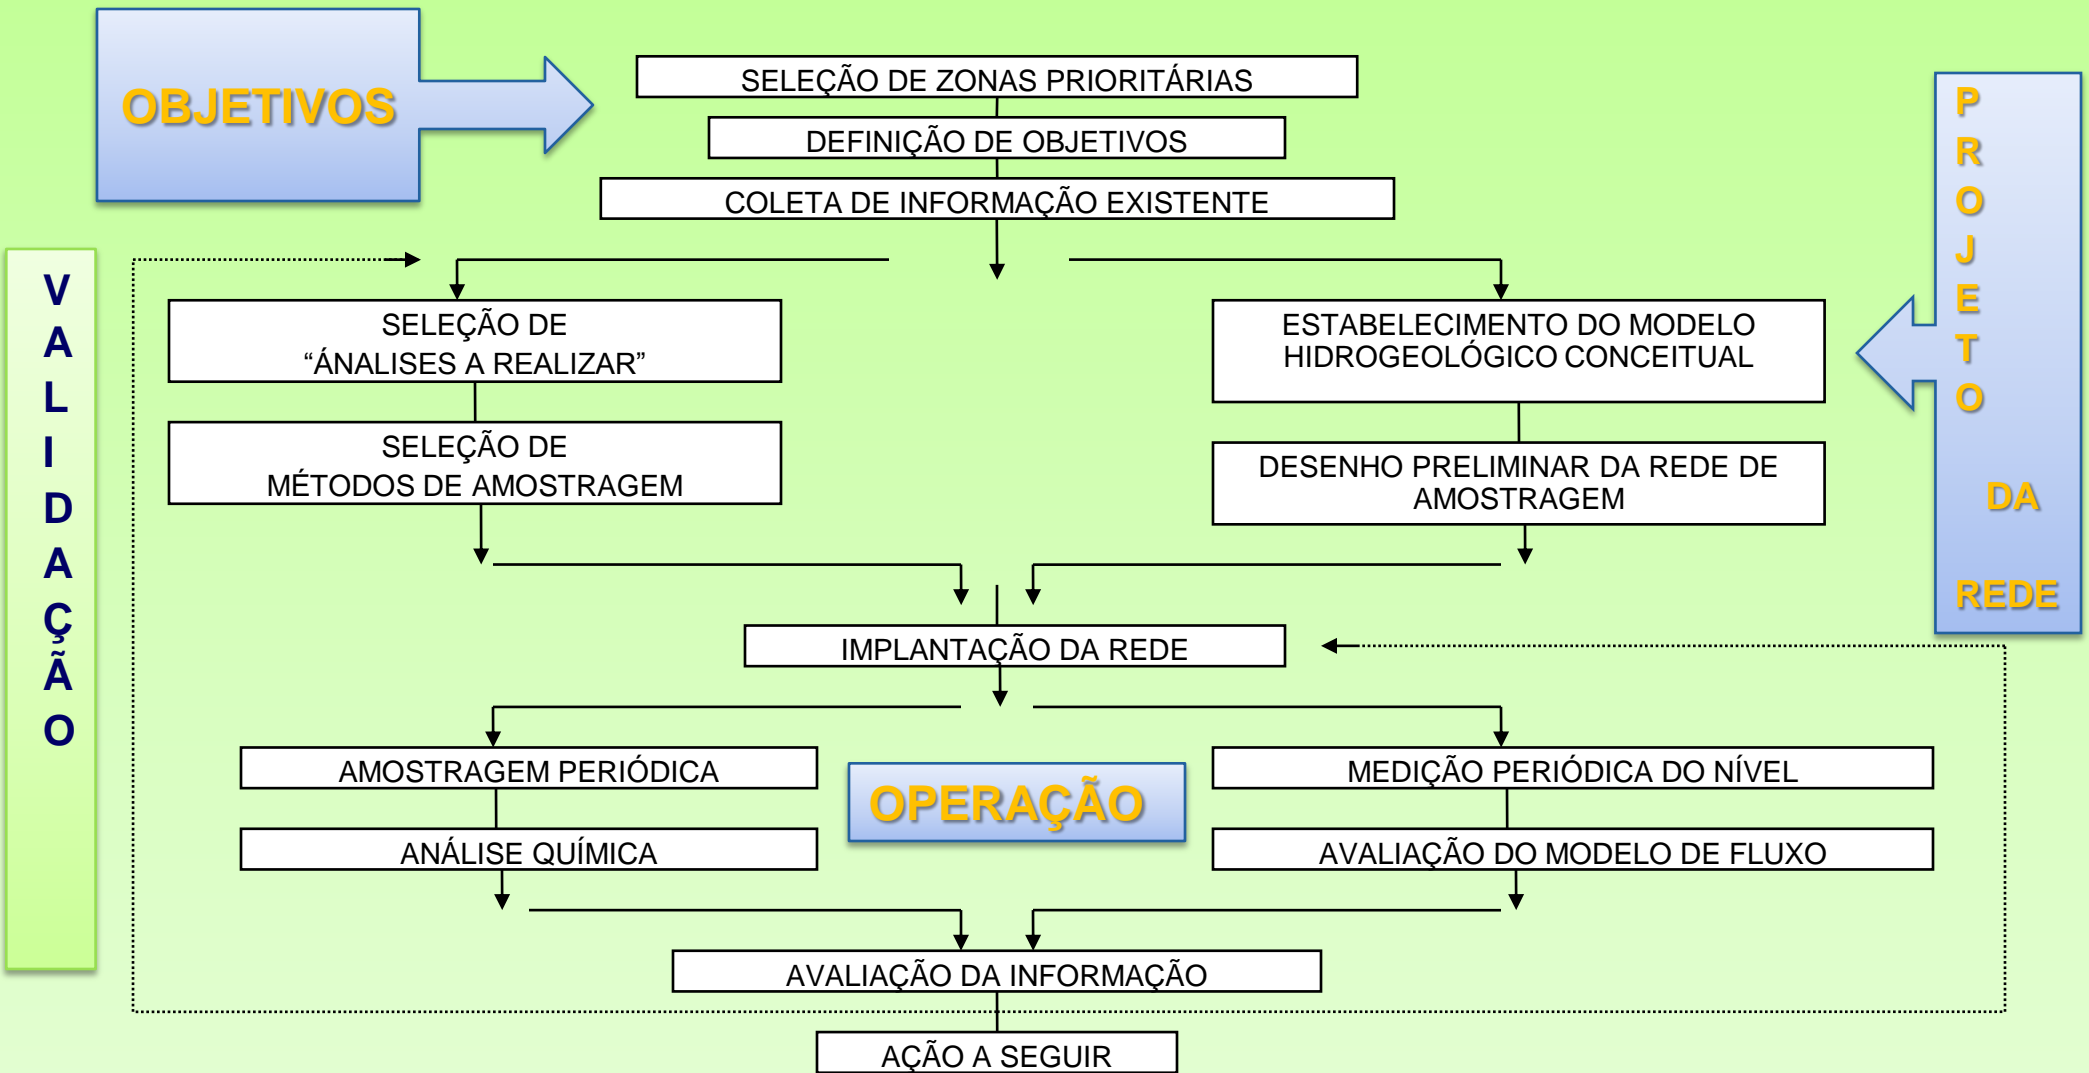 OBJETIVOS
SELEÇÃO DE ZONAS PRIORITÁRIAS
DEFINIÇÃO DE OBJETIVOS
COLETA DE INFORMAÇÃO EXISTENTE
PROJETO
DA
REDE
VALIDAÇÃO
SELEÇÃO DE
“ÁNALISES A REALIZAR”
ESTABELECIMENTO DO MODELO
HIDROGEOLÓGICO CONCEITUAL
SELEÇÃO DE
MÉTODOS DE AMOSTRAGEM
DESENHO PRELIMINAR DA REDE DE
AMOSTRAGEM
IMPLANTAÇÃO DA REDE
AMOSTRAGEM PERIÓDICA
OPERAÇÃO
MEDIÇÃO PERIÓDICA DO NÍVEL
ANÁLISE QUÍMICA
AVALIAÇÃO DO MODELO DE FLUXO
AVALIAÇÃO DA INFORMAÇÃO
AÇÃO A SEGUIR